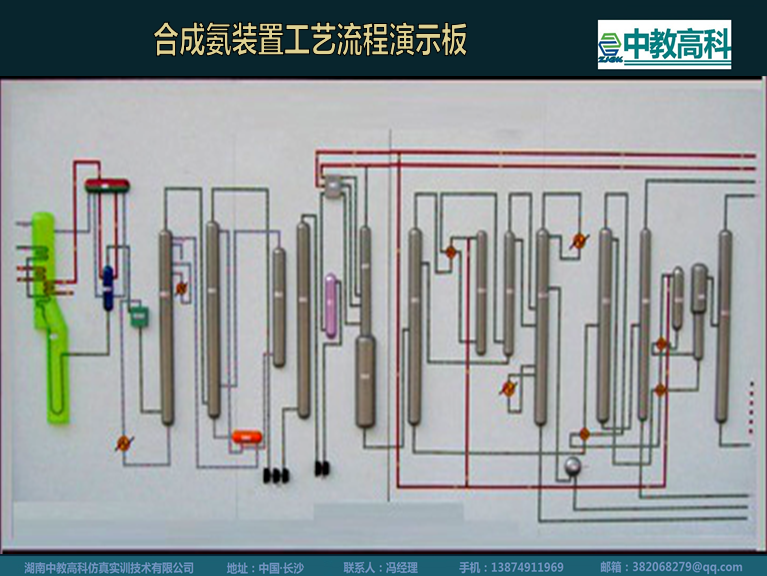 合成氨装置工艺流程演示板
中教高科
ZJGK
湖南中教高科仿真实训技术有限公司 地址：中国·长沙 联系人：冯经理 手机：13874911969 邮箱：382068279@qq.com